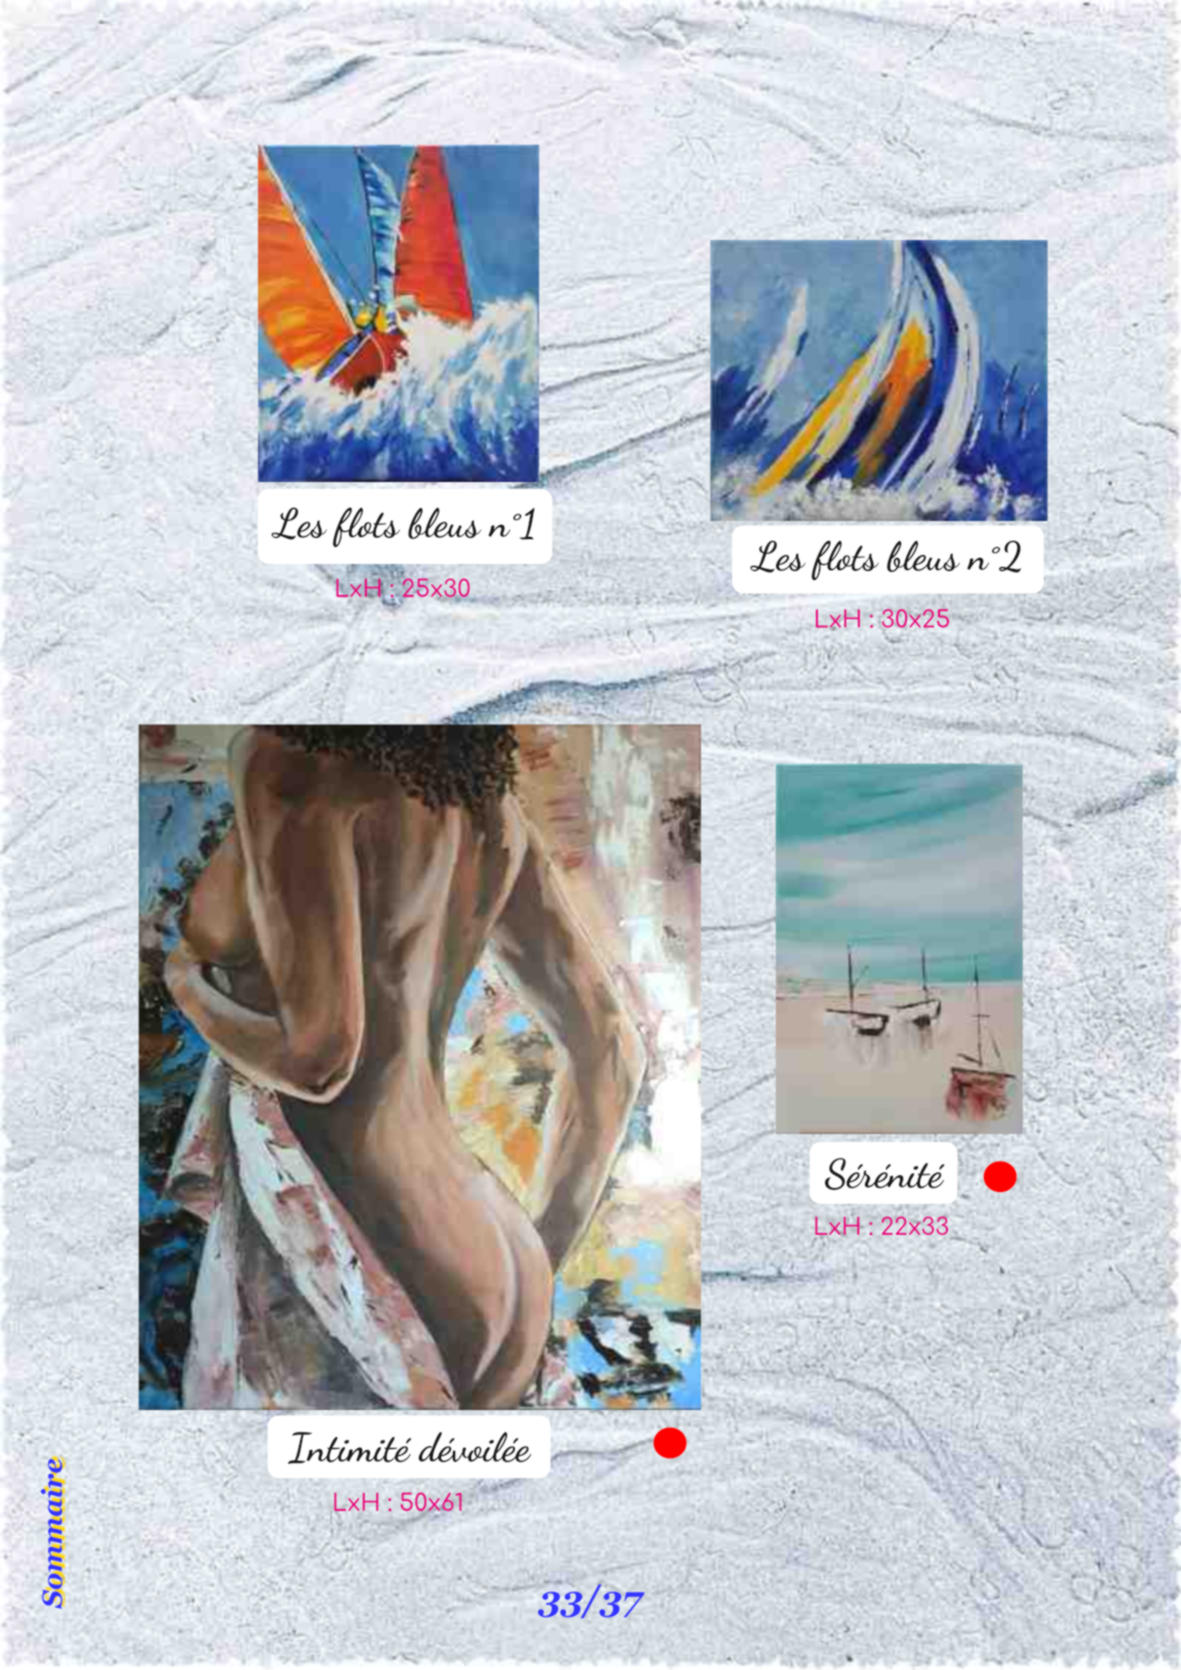 Les flots bleus n°1
LxH : 25x30
Les flots bleus n°2
LxH : 30x25
Sérénité
LxH : 22x33
Intimité dévoilée
LxH : 50x61
Sommaire
33/37